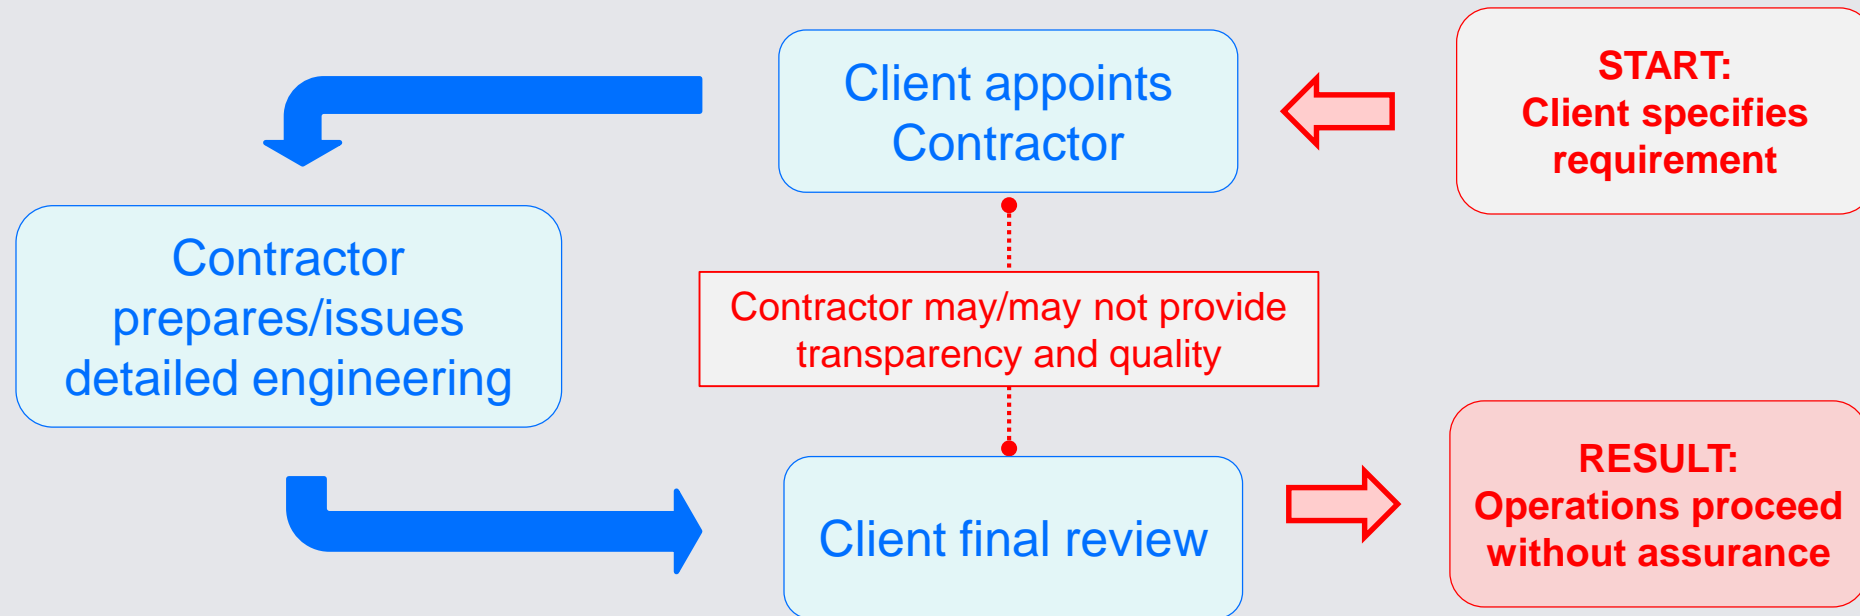 START:
Client specifies
requirement
Client appoints
Contractor
Contractor
prepares/issues
detailed engineering
Contractor may/may not provide
transparency and quality
Client final review
RESULT:
Operations proceed
without assurance